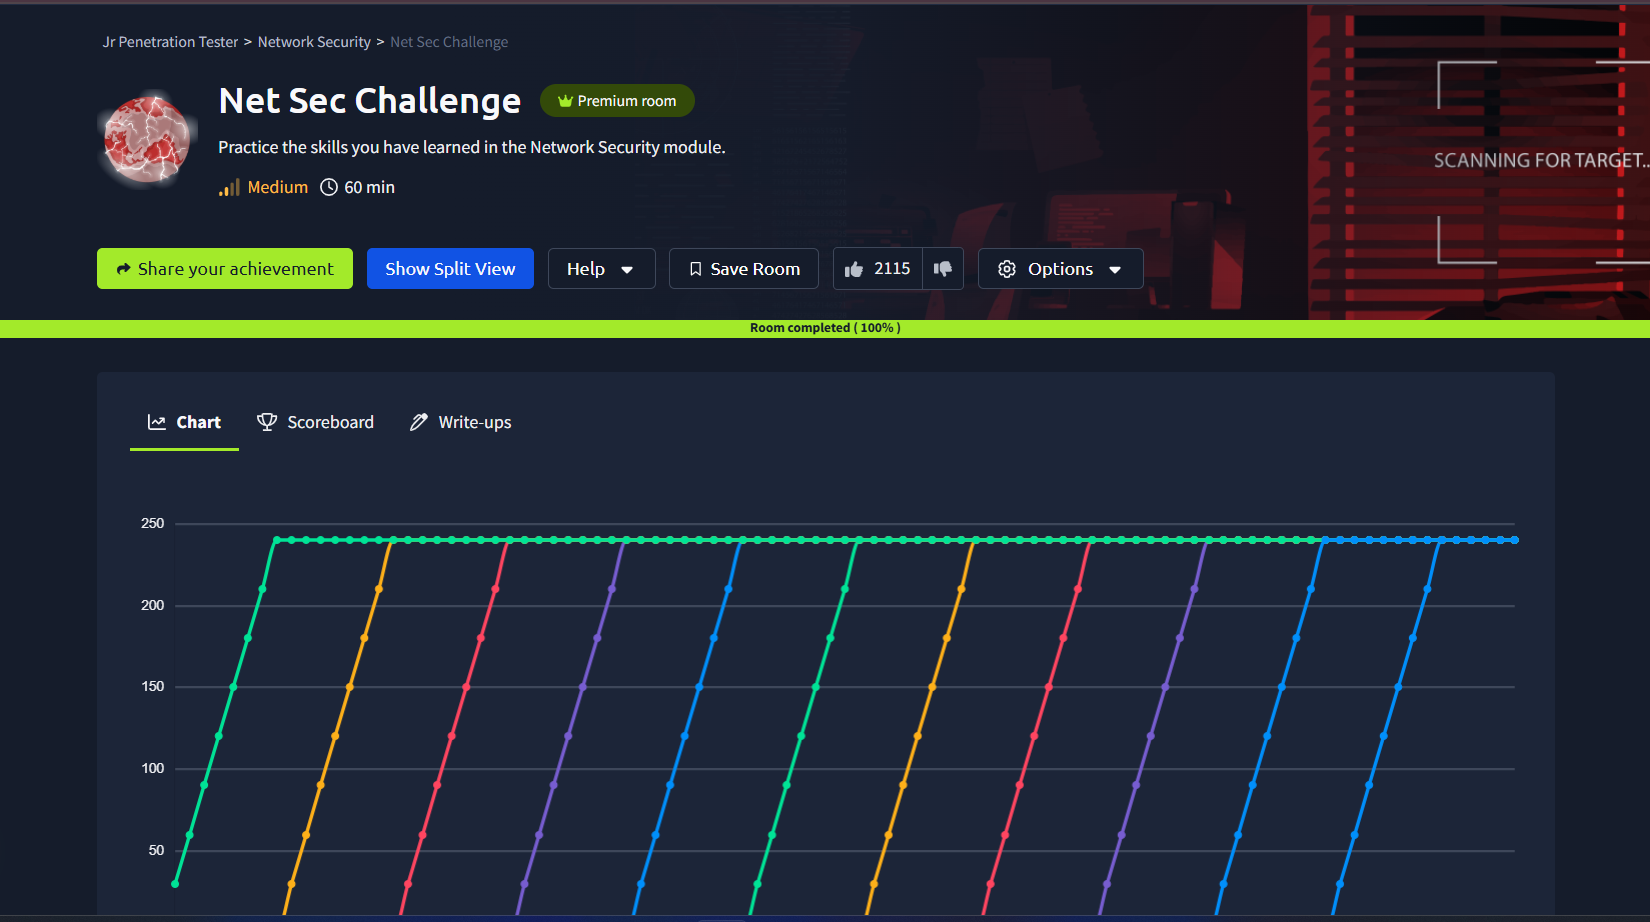 Jr Penetration Tester > Network Security > Net Sec Challenge
Net Sec Challenge
Premium room
Practice the skills you have learned in the Network Security module.
Medium 60 min
SCANNING FOR TARGET..
Share your achievement
Show Split View
Help
Save Room
2115
Options
Room completed ( 100% )
Chart
Scoreboard
Write-ups
250
200
150
100
50